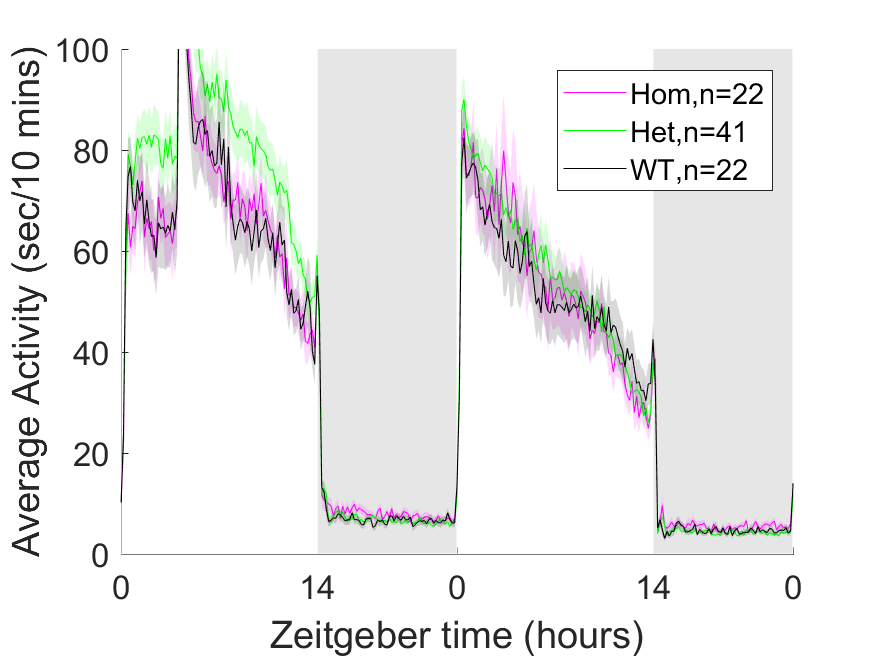 Average Activity (sec/10 mins)
100
80
60
40
20
0
Hom,n=22
Het,n=41
WT,n=22
0 14 0 14 0
Zeitgeber time (hours)